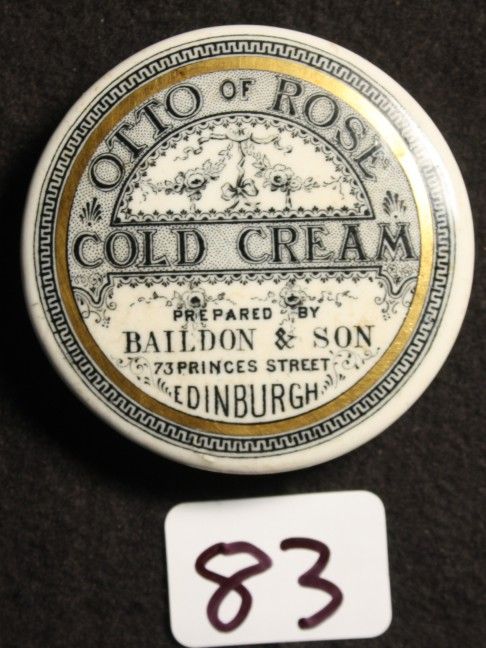 OTTO OF ROSE
COLD CREAM
PREPARED BY
BAILDON & SON
73 PRINCES STREET
EDINBURGH
83